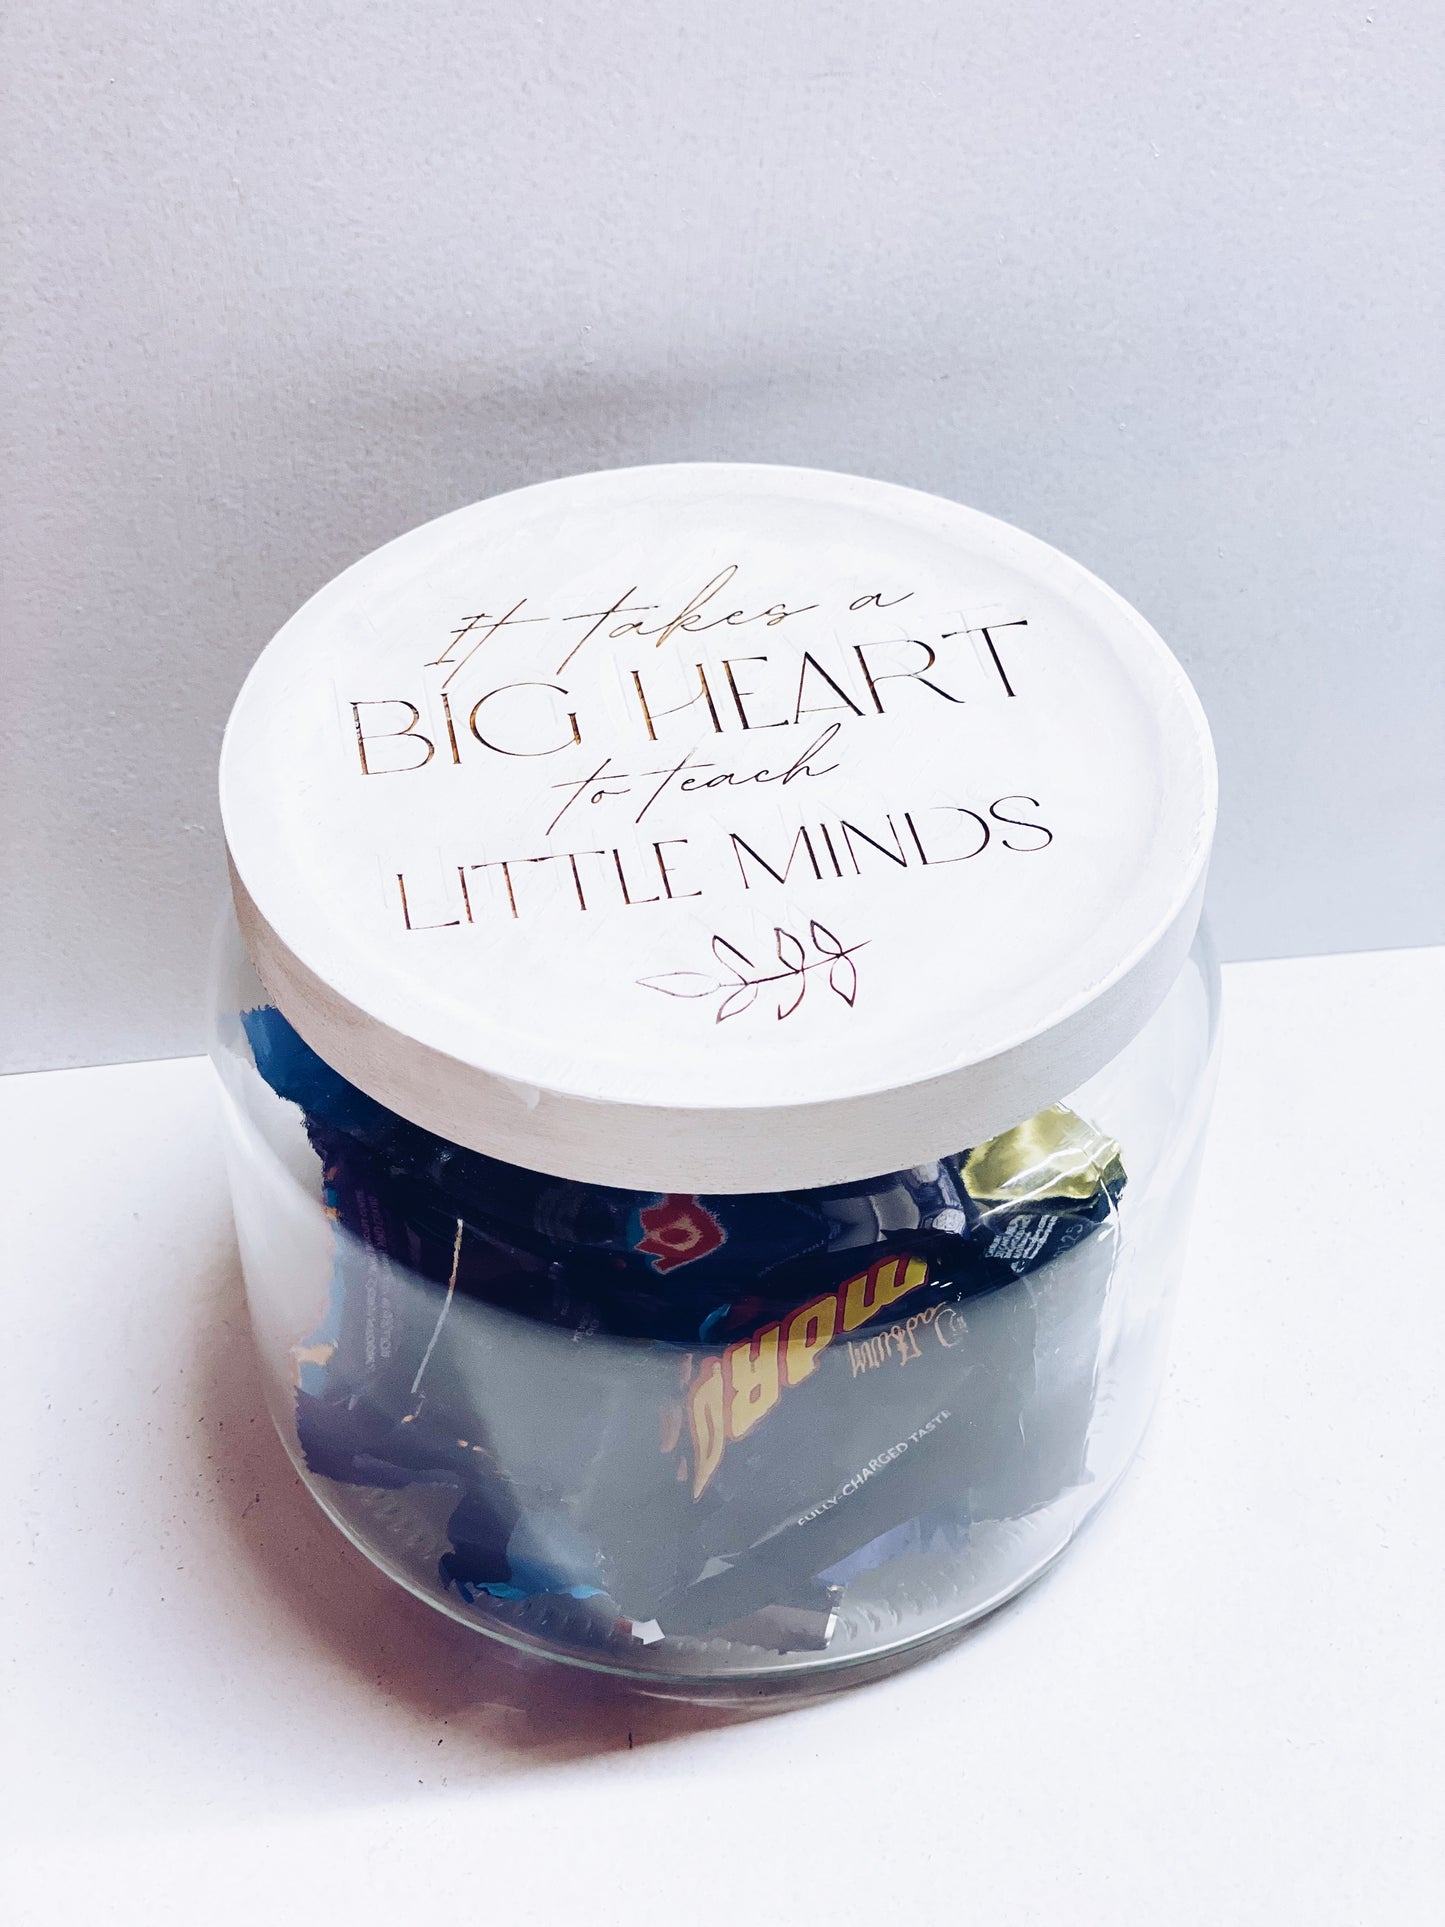 It takes a
BIG HEART
to teach
LITTLE MINDS
FULLY-CHARGED TASTE